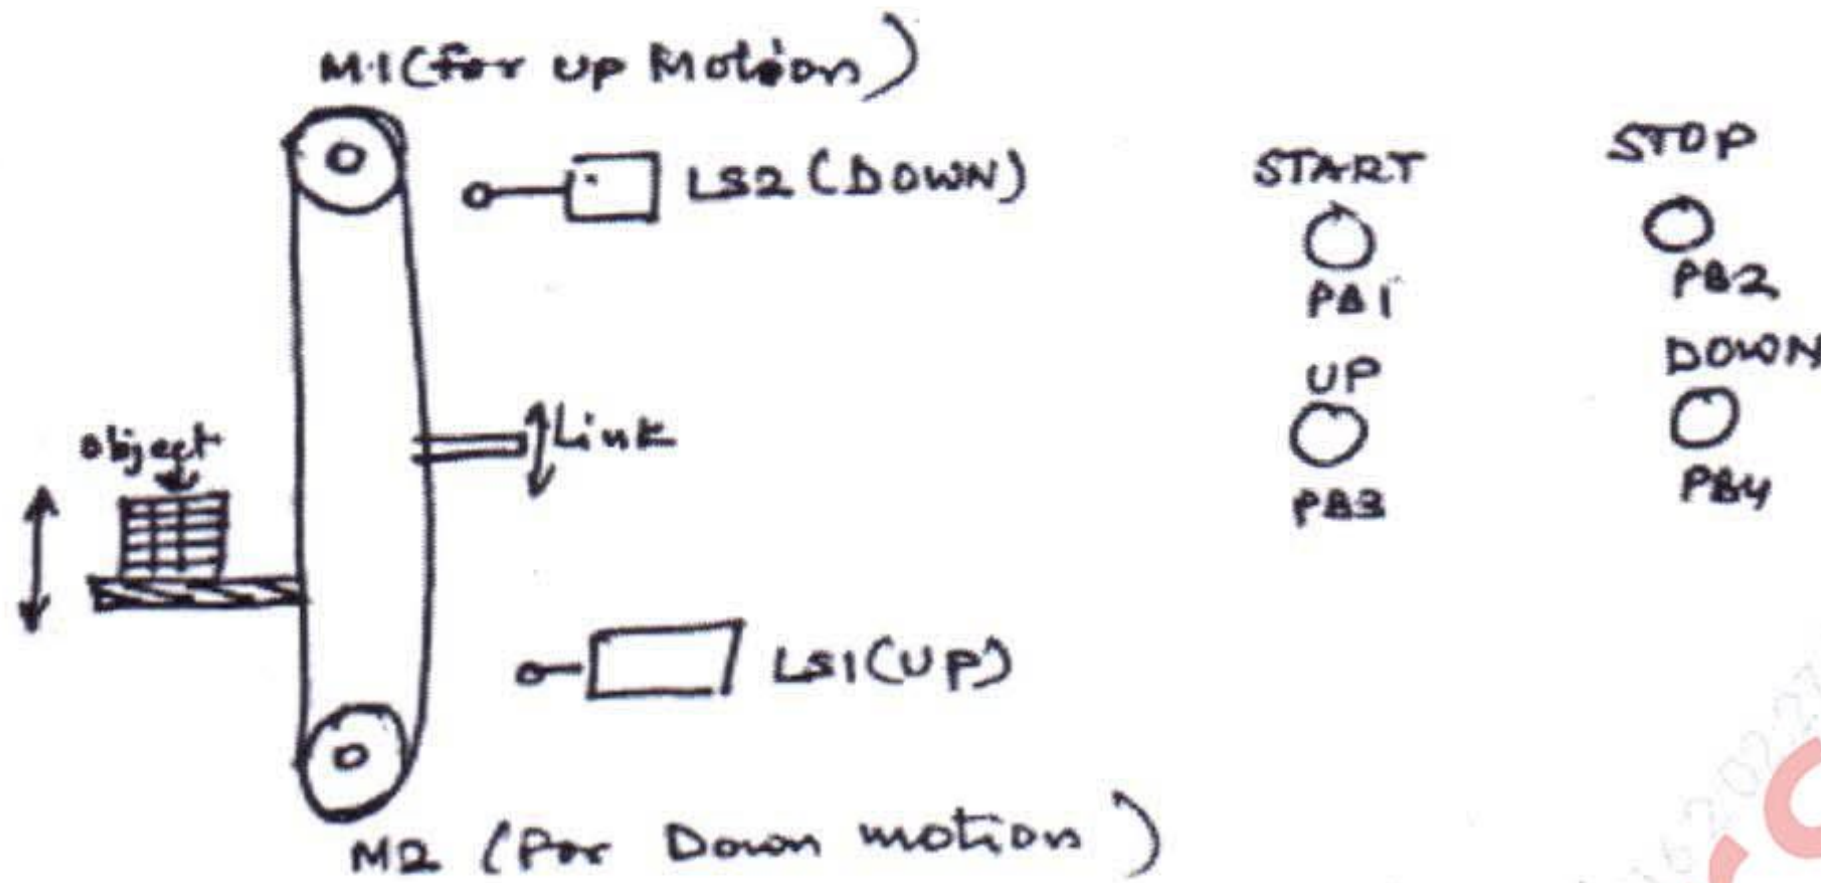 M1 (for up Motion)
LS2 (DOWN)
START
STOP
PB1
PB2
UP
DOWN
PB3
PB4
Link
object
LS1(UP)
M2 (For Down motion)